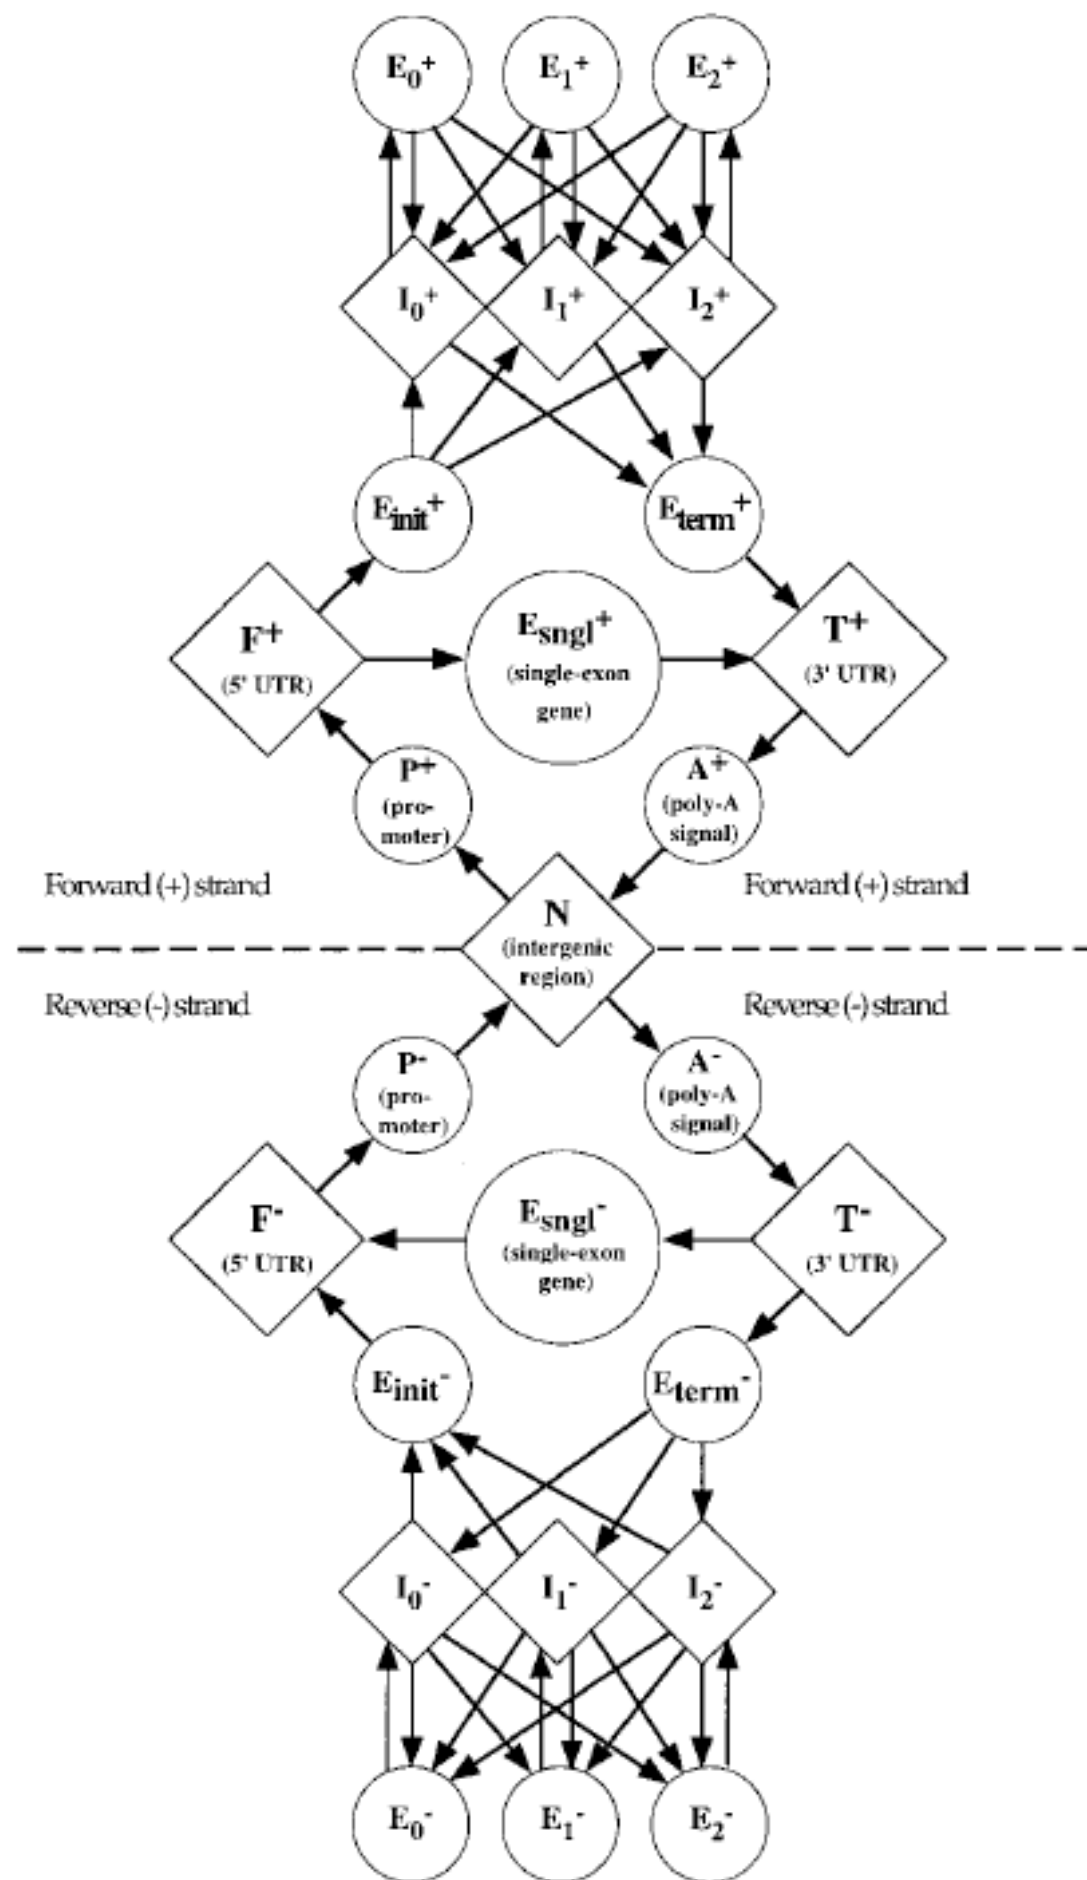 E0+ E1+ E2+
I0+ I1+ I2+
Einit+ Eterm+
F+
(5' UTR)
Esngl+
(single-exon
gene)
T+
(3' UTR)
P+
(pro-
moter)
A+
(poly-A
signal)
Forward (+) strand
Forward (+) strand
N
(intergenic
region)
Reverse (-) strand
Reverse (-) strand
P-
(pro-
moter)
A-
(poly-A
signal)
F-
(5' UTR)
Esngl-
(single-exon
gene)
T-
(3' UTR)
Einit- Eterm-
I0- I1- I2-
E0- E1- E2-